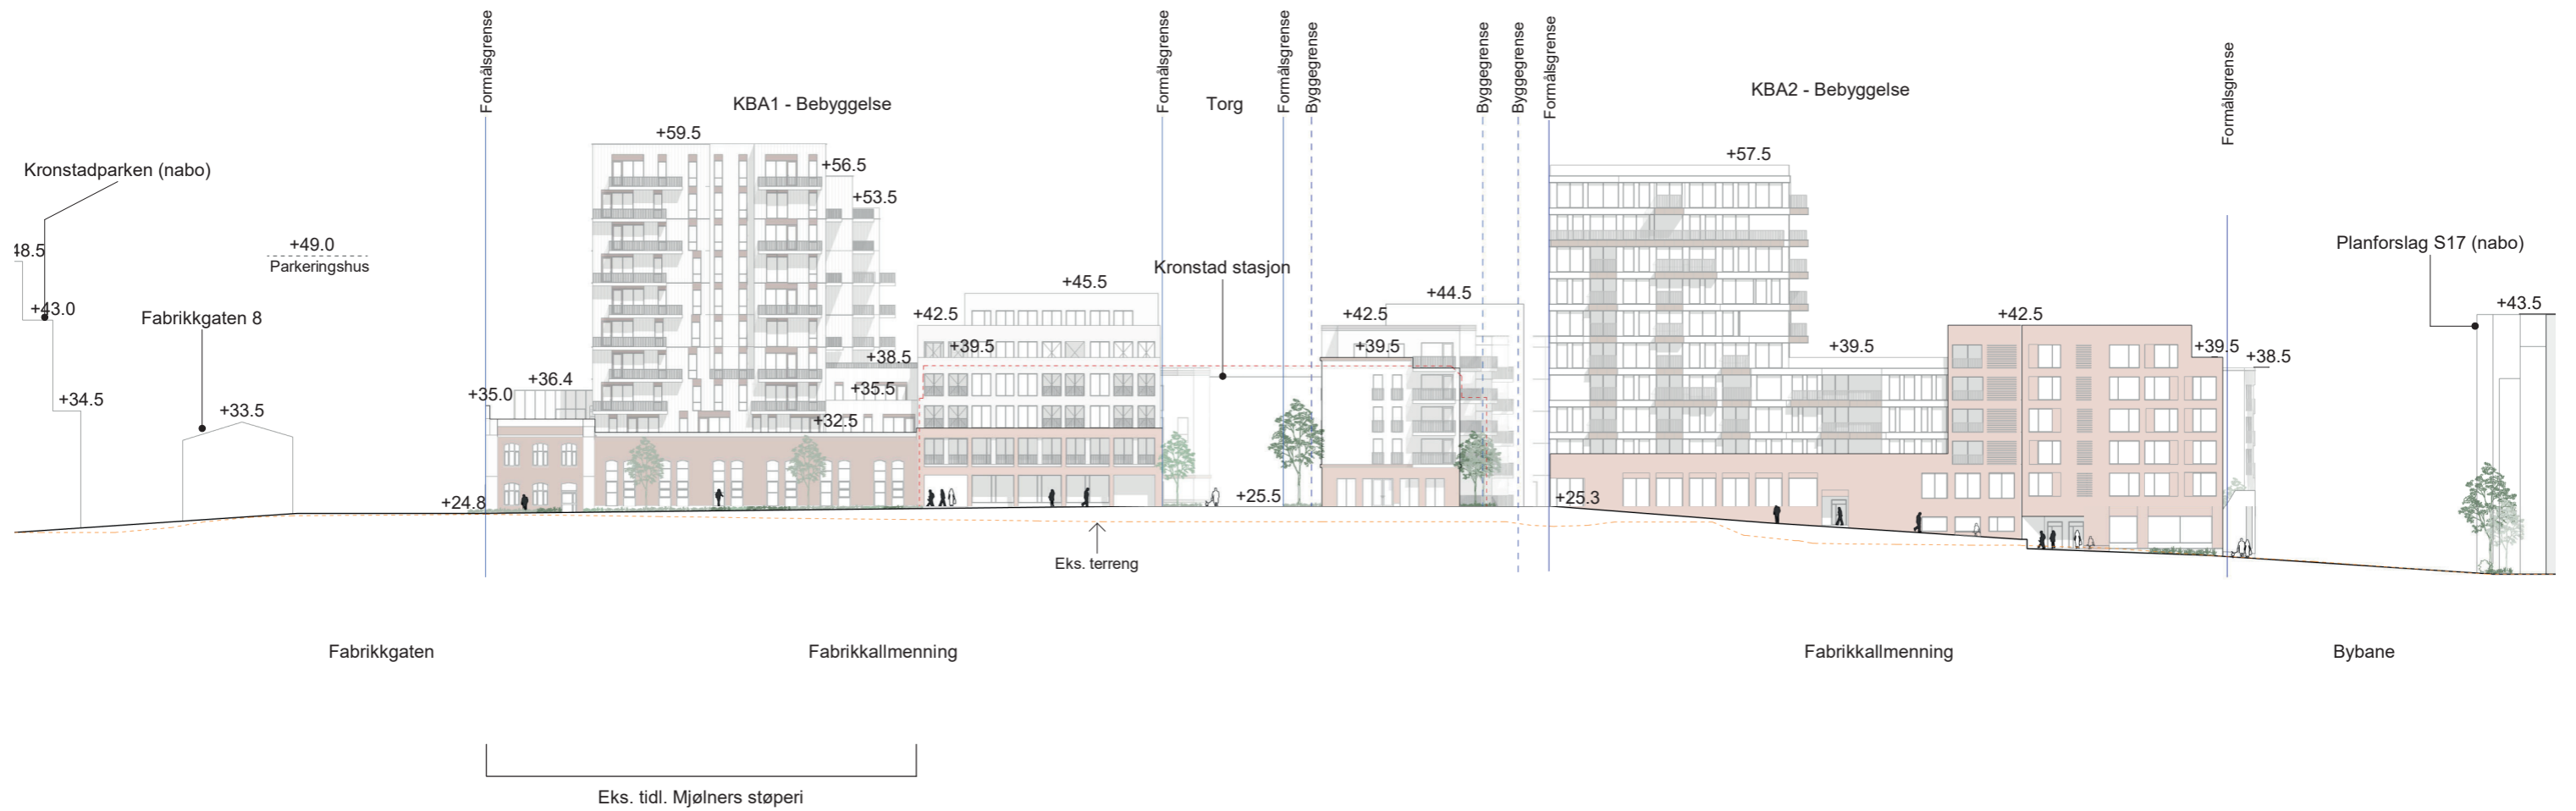 Formålsgrense
Formålsgrense
Formålsgrense
Byggegrense
Byggegrense
Byggegrense
Formålsgrense
Formålsgrense
KBA1 - Bebyggelse
Torg
KBA2 - Bebyggelse
+59.5
+56.5
+53.5
+57.5
Kronstadparken (nabo)
48.5
+43.0
+34.5
+49.0
Parkeringshus
Fabrikkgaten 8
+33.5
Kronstad stasjon
Planforslag S17 (nabo)
+43.5
+45.5
+42.5
+39.5
+38.5
+35.5
+32.5
+36.4
+35.0
+44.5
+42.5
+39.5
+42.5
+39.5
+39.5
+38.5
+24.8
+25.5
+25.3
Eks. terreng
Fabrikkgaten
Fabrikkallmenning
Fabrikkallmenning
Bybane
Eks. tidl. Mjølners støperi